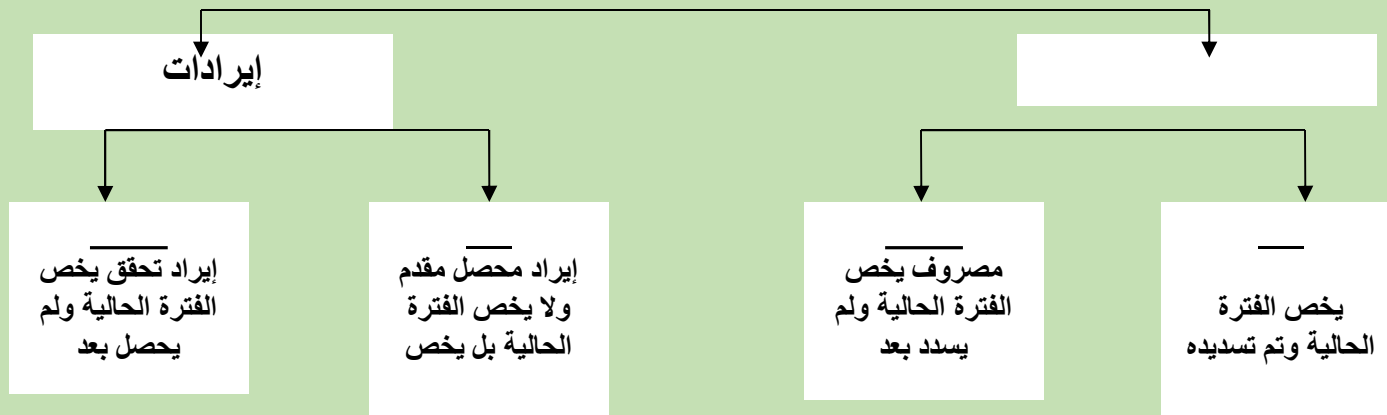 إيرادات
يخص الفترة
الحالية وتم تسديده
مصروف يخص
الفترة الحالية ولم
يسدد بعد
إيراد محصل مقدم
ولا يخص الفترة
الحالية بل يخص
إيراد تحقق يخص
الفترة الحالية ولم
يحصل بعد